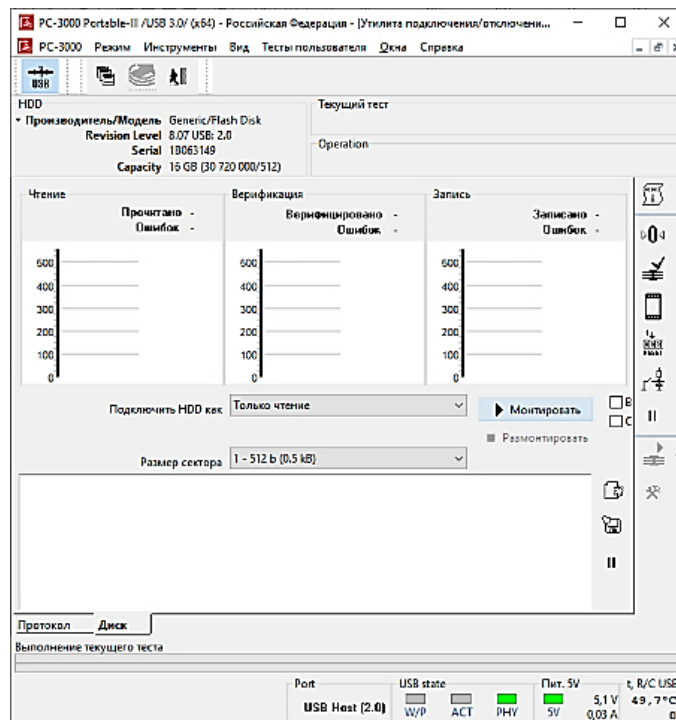 PC-3000 Portable-III /USB 3.0/ (x64) - Российская Федерация - [Утилита подключения/отключени...
PC-3000 Режим Инструменты Вид Тесты пользователя Окна Справка
USB
HDD
Производитель/Модель Generic/Flash Disk
Revision Level 8.07 USB: 2.0
Serial 1B063149
Capacity 16 GB (30 720 000/512)
Текущий тест
Operation
Чтение
Прочитано -
Ошибок -
600
400
300
200
100
0
Верификация
Верифицировано -
Ошибок -
600
400
300
200
100
0
Запись
Записано -
Ошибок -
600
400
300
200
100
0
Подключить HDD как Только чтение
Монтировать
Размонтировать
Размер сектора 1 - 512 b (0.5 kB)
Протокол Диск
Выполнение текущего теста
Port
USB Host (2.0)
USB state
W/P ACT PHY
Пит. 5V
5V
5,1 V
0,03 A
t, R/C USB
49,7°C